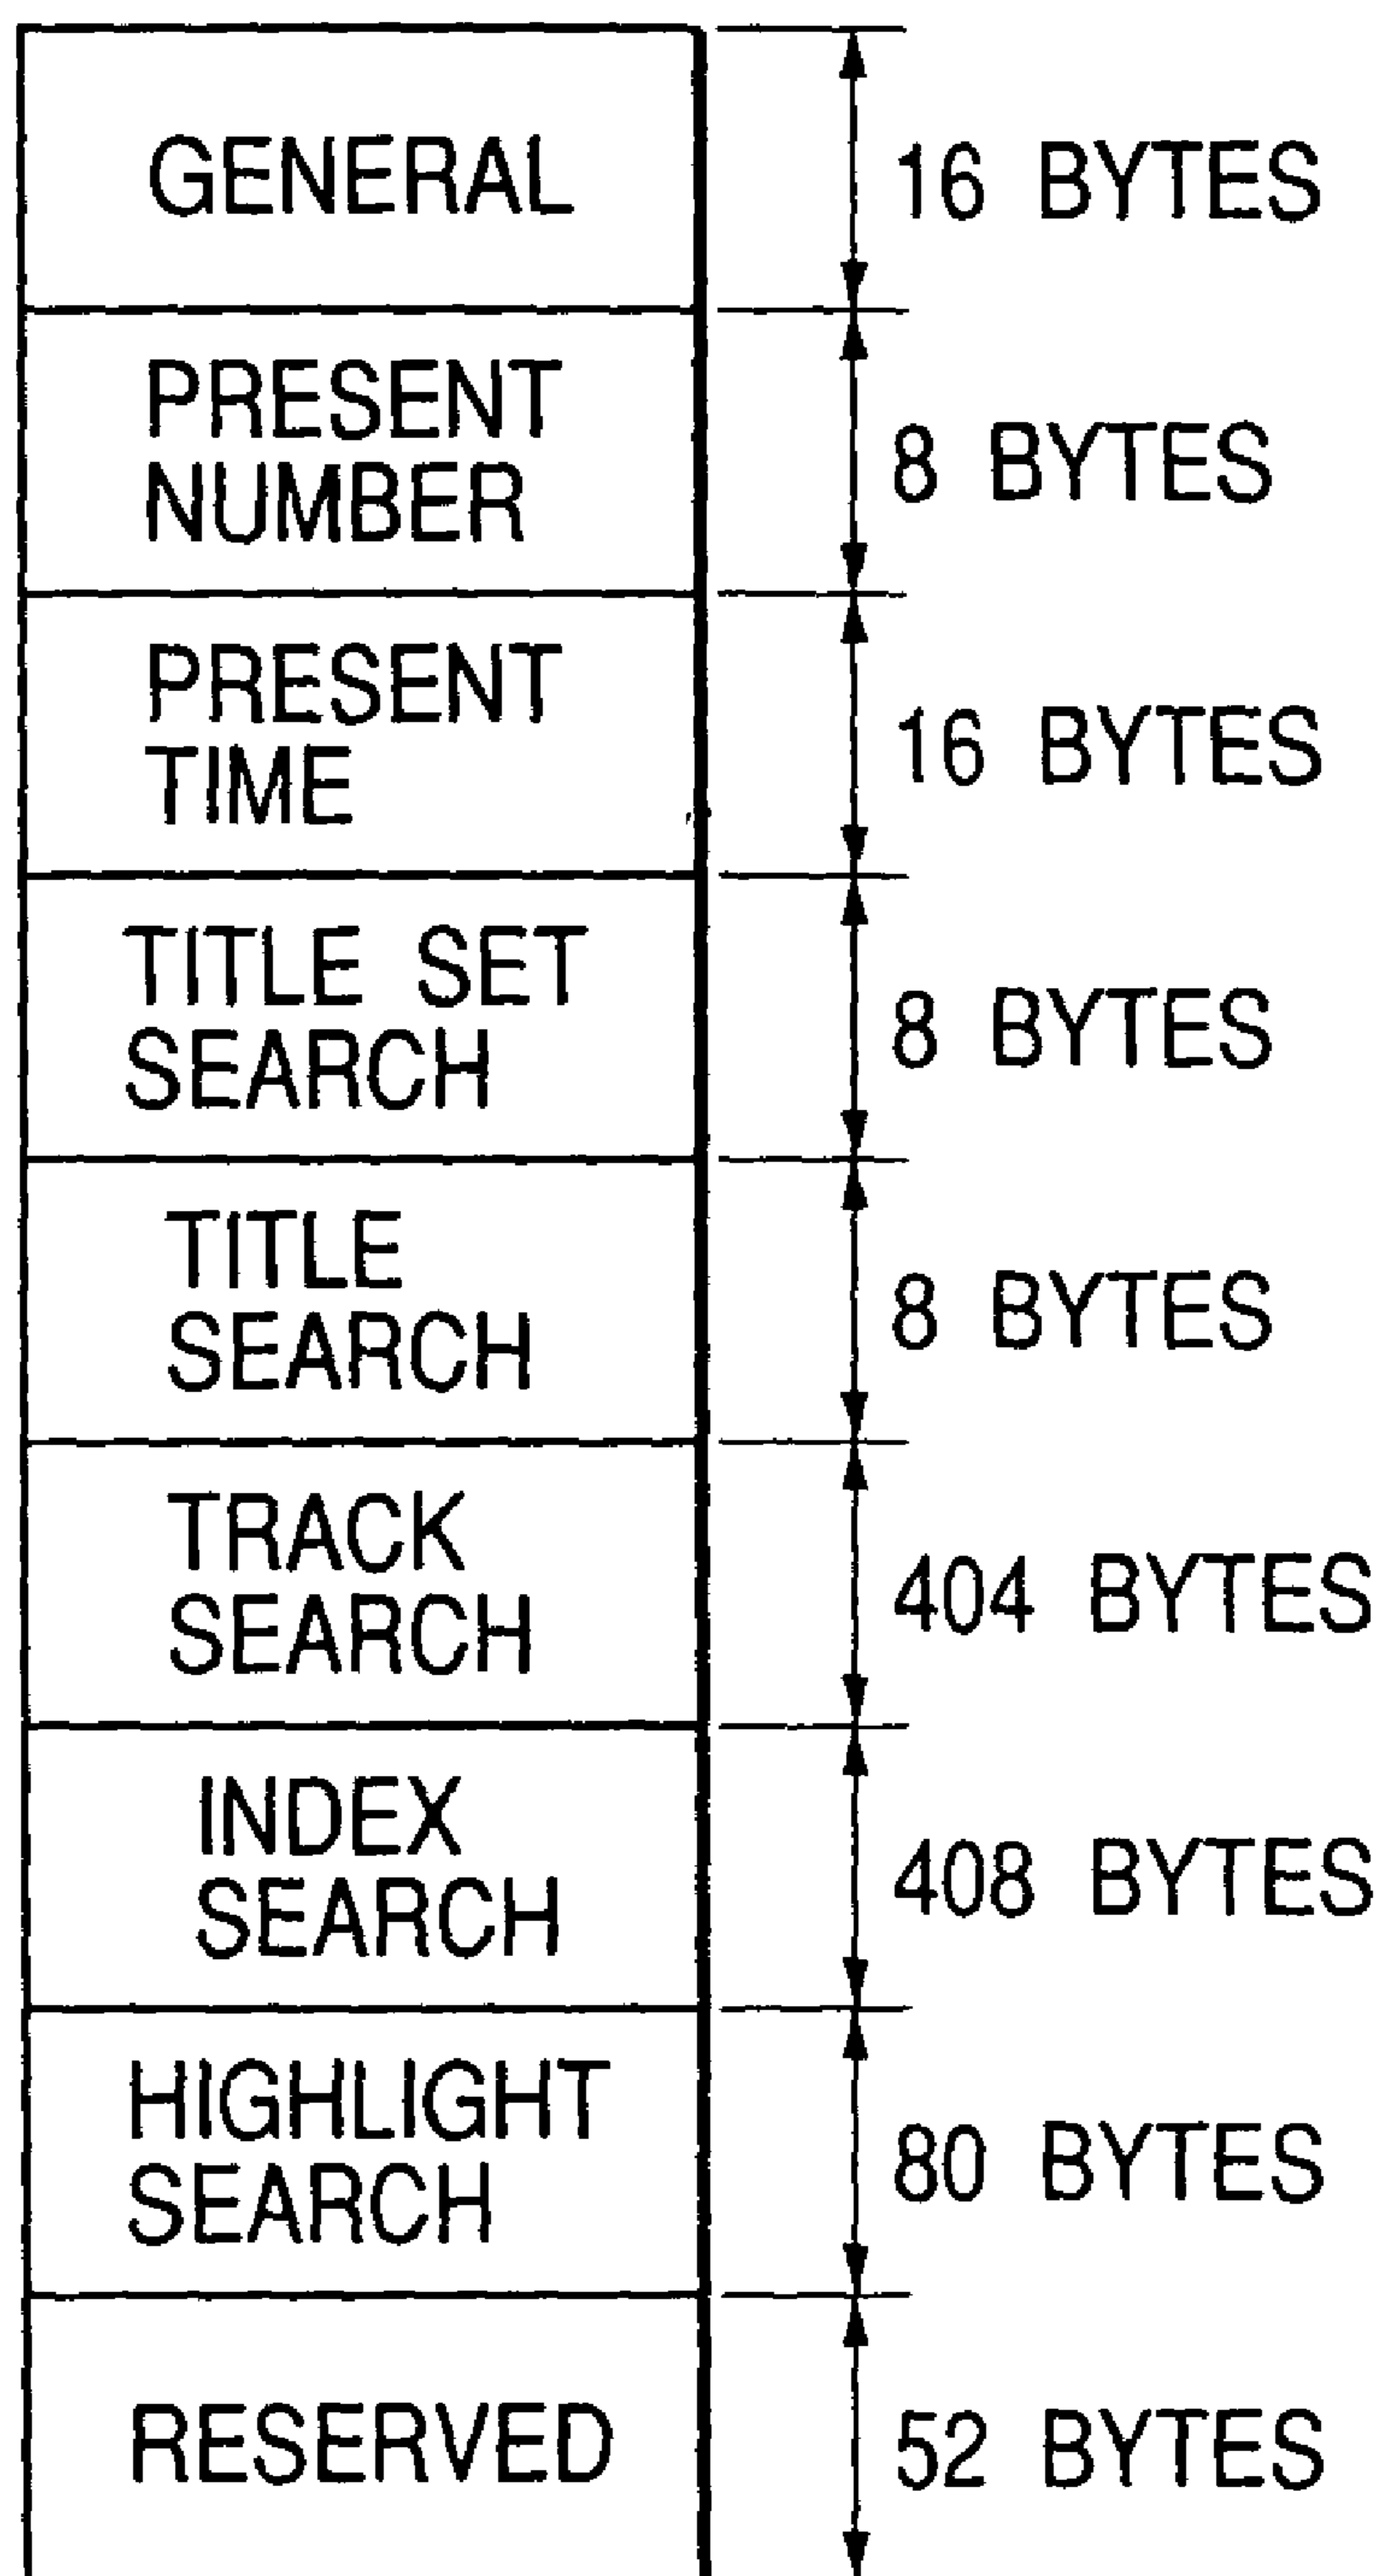 GENERAL
16 BYTES
PRESENT
NUMBER
8 BYTES
PRESENT
TIME
16 BYTES
TITLE SET
SEARCH
8 BYTES
TITLE
SEARCH
8 BYTES
TRACK
SEARCH
404 BYTES
INDEX
SEARCH
408 BYTES
HIGHLIGHT
SEARCH
80 BYTES
RESERVED
52 BYTES